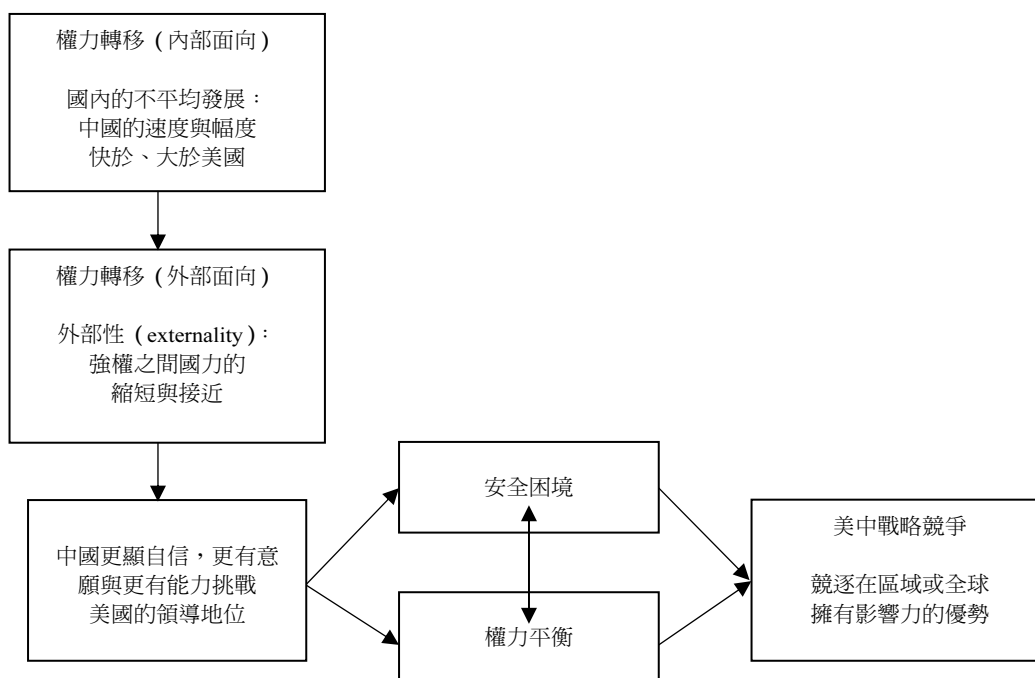 權力轉移（內部面向）
國內的不平均發展：
中國的速度與幅度
快於、大於美國
權力轉移（外部面向）
外部性（externality）：
強權之間國力的
縮短與接近
中國更顯自信，更有意
願與更有能力挑戰
美國的領導地位
安全困境
權力平衡
美中戰略競爭
競逐在區域或全球
擁有影響力的優勢